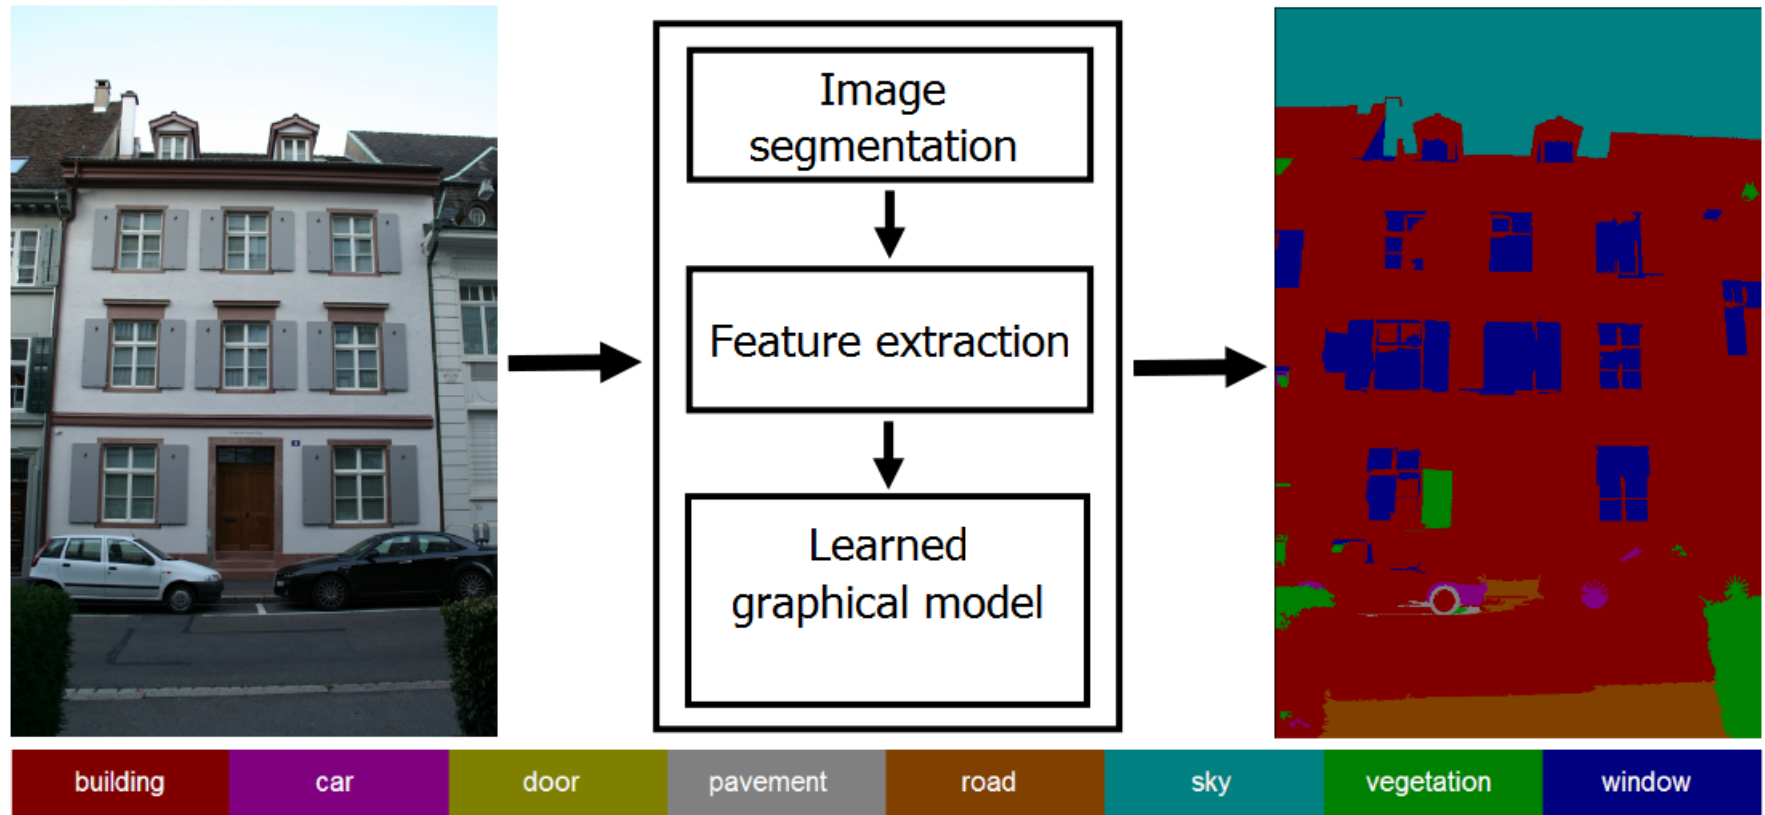 Image
segmentation
Feature extraction
Learned
graphical model
building
car
door
pavement
road
sky
vegetation
window